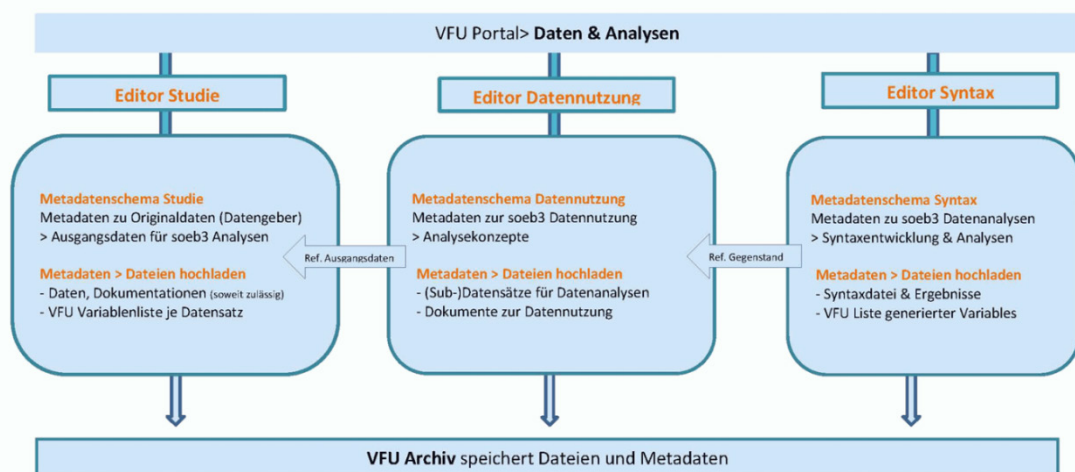 VFU Portal> Daten & Analysen
Editor Studie
Editor Datennutzung
Editor Syntax
Metadatenschema Studie
Metadaten zu Originaldaten (Datengeber)
> Ausgangsdaten für soeb3 Analysen
Metadaten > Dateien hochladen
- Daten, Dokumentationen (soweit zulässig)
- VFU Variablenliste je Datensatz
Ref. Ausgangsdaten
Metadatenschema Datennutzung
Metadaten zur soeb3 Datennutzung
> Analysekonzepte
Metadaten > Dateien hochladen
- (Sub-)Datensätze für Datenanalysen
- Dokumente zur Datennutzung
Ref. Gegenstand
Metadatenschema Syntax
Metadaten zu soeb3 Datenanalysen
> Syntaxentwicklung & Analysen
Metadaten > Dateien hochladen
- Syntaxdatei & Ergebnisse
- VFU Liste generierter Variables
VFU Archiv speichert Dateien und Metadaten